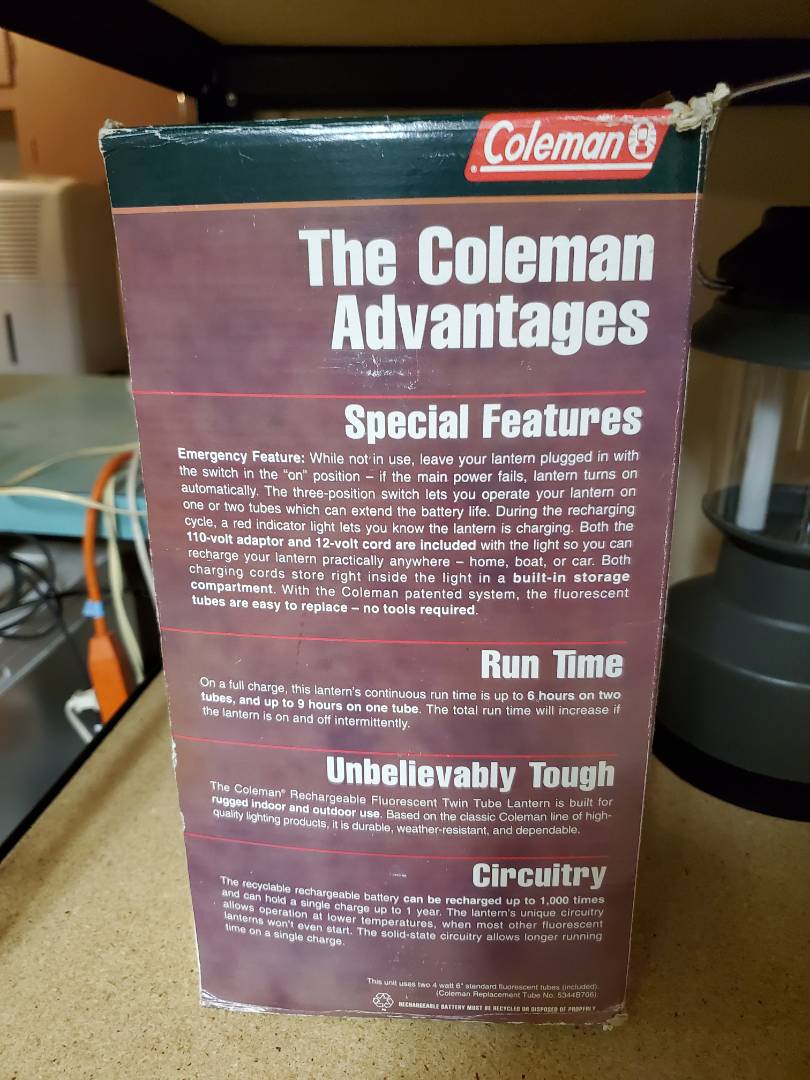 Coleman
The Coleman
Advantages
Special Features
Emergency Feature: While not in use, leave your lantern plugged in with
the switch in the "on" position – if the main power fails, lantern turns on
automatically. The three-position switch lets you operate your lantern on
one or two tubes which can extend the battery life. During the recharging
cycle, a red indicator light lets you know the lantern is charging. Both the
110-volt adaptor and 12-volt cord are included with the light so you can
recharge your lantern practically anywhere – home, boat, or car. Both
charging cords store right inside the light in a built-in storage
compartment. With the Coleman patented system, the fluorescent
tubes are easy to replace – no tools required.
Run Time
On a full charge, this lantern's continuous run time is up to 6 hours on two
tubes, and up to 9 hours on one tube. The total run time will increase if
the lantern is on and off intermittently.
Unbelievably Tough
The Coleman® Rechargeable Fluorescent Twin Tube Lantern is built for
rugged indoor and outdoor use. Based on the classic Coleman line of high-
quality lighting products, it is durable, weather-resistant, and dependable.
Circuitry
The recyclable rechargeable battery can be recharged up to 1,000 times
and can hold a single charge up to 1 year. The lantern's unique circuitry
allows operation at lower temperatures, when most other fluorescent
lanterns won't even start. The solid-state circuitry allows longer running
time on a single charge.
This unit uses two 4 watt 6" standard fluorescent tubes (included).
(Coleman Replacement Tube No. 5344B706)
RECHARGEABLE BATTERY MUST BE RECYCLED OR DISPOSED OF PROPERLY